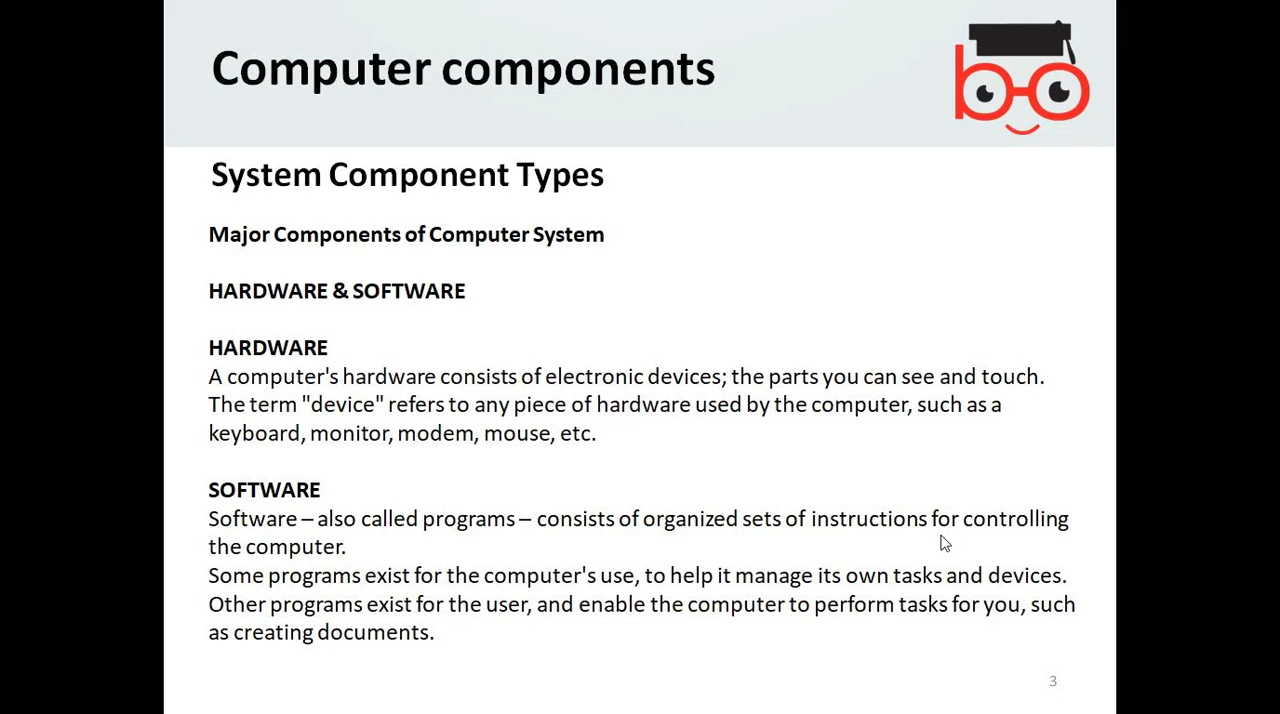 Computer components
System Component Types
Major Components of Computer System
HARDWARE & SOFTWARE
HARDWARE
A computer's hardware consists of electronic devices; the parts you can see and touch.
The term "device" refers to any piece of hardware used by the computer, such as a
keyboard, monitor, modem, mouse, etc.
SOFTWARE
Software – also called programs – consists of organized sets of instructions for controlling
the computer.
Some programs exist for the computer's use, to help it manage its own tasks and devices.
Other programs exist for the user, and enable the computer to perform tasks for you, such
as creating documents.
3